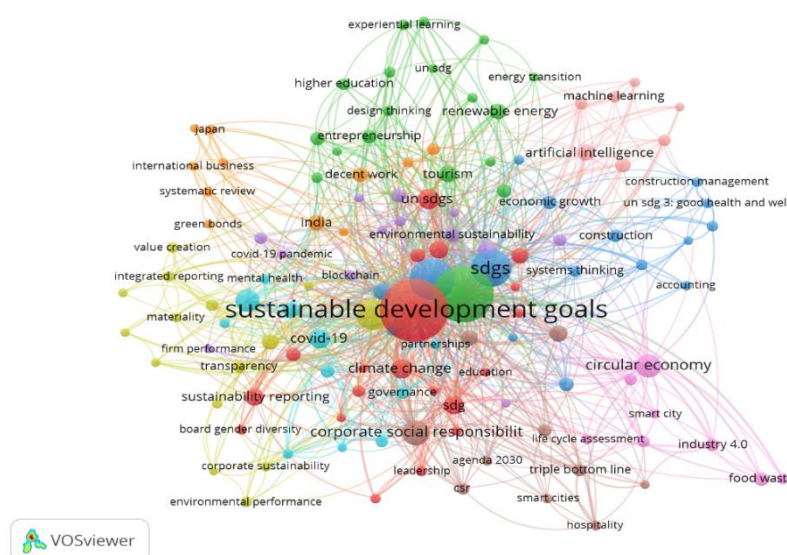 experiential learning
un sdg
higher education
energy transition
machine learning
design thinking
renewable energy
japan
entrepreneurship
artificial intelligence
international business
decent work
tourism
construction management
systematic review
un sdgs
economic growth
un sdg 3: good health and well
green bonds
india
environmental sustainability
construction
value creation
covid-19 pandemic
sdgs
integrated reporting
mental health
blockchain
systems thinking
accounting
sustainable development goals
materiality
covid-19
partnerships
firm performance
transparency
climate change
education
circular economy
sustainability reporting
governance
sdg
smart city
board gender diversity
corporate social responsibilit
life cycle assessment
industry 4.0
corporate sustainability
leadership
agenda 2030
triple bottom line
food wast
environmental performance
csr
smart cities
hospitality
VOSviewer